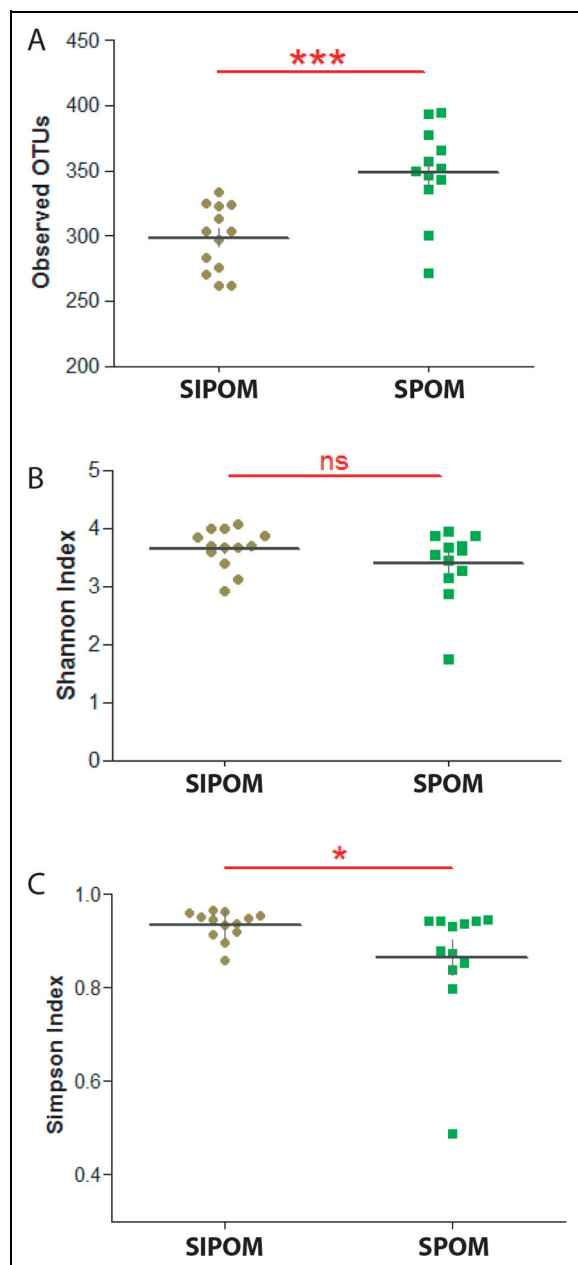 A
450
***
400
350
300
250
200
Observed OTUs
SIPOM SPOM
B
5
ns
4
3
2
1
0
Shannon Index
SIPOM SPOM
C
*
1.0
0.8
0.6
0.4
Simpson Index
SIPOM SPOM